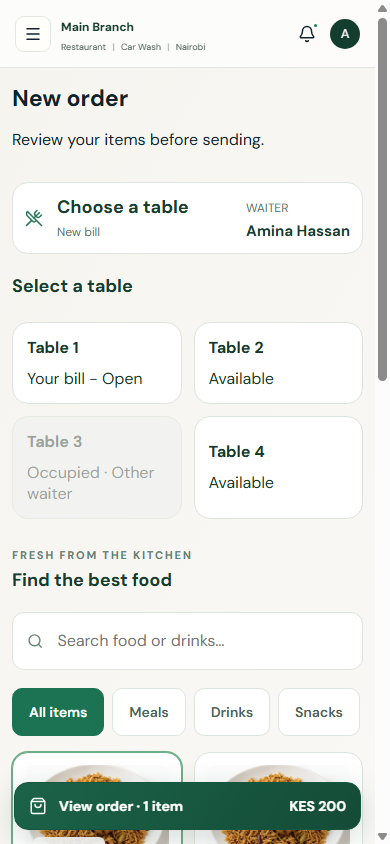 Main Branch
Restaurant | Car Wash | Nairobi
A
New order
Review your items before sending.
Choose a table
New bill
WAITER
Amina Hassan
Select a table
Table 1
Your bill - Open
Table 2
Available
Table 3
Occupied · Other
waiter
Table 4
Available
FRESH FROM THE KITCHEN
Find the best food
Search food or drinks...
All items
Meals
Drinks
Snacks
View order · 1 item
KES 200